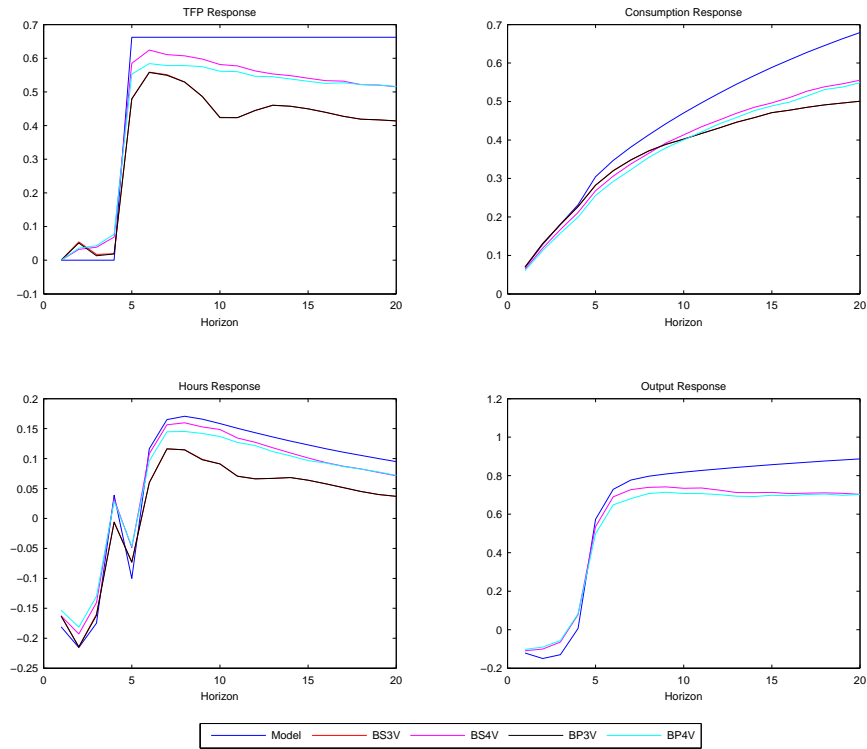 TFP Response
0.7
0.6
0.5
0.4
0.3
0.2
0.1
0
−0.1
0 5 10 15 20
Horizon
Consumption Response
0.7
0.6
0.5
0.4
0.3
0.2
0.1
0
0 5 10 15 20
Horizon
Hours Response
0.2
0.15
0.1
0.05
0
−0.05
−0.1
−0.15
−0.2
−0.25
0 5 10 15 20
Horizon
Output Response
1.2
1
0.8
0.6
0.4
0.2
0
−0.2
0 5 10 15 20
Horizon
Model BS3V BS4V BP3V BP4V